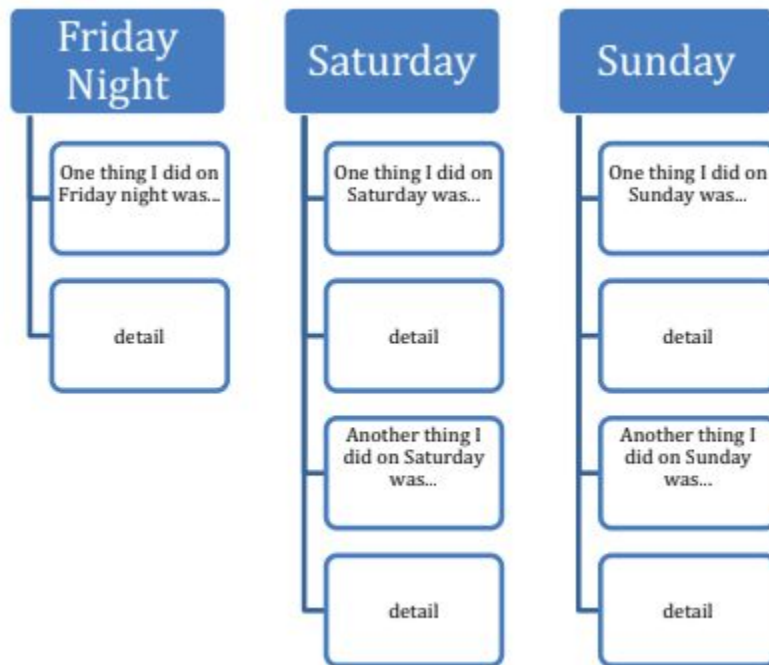 Friday
Night
One thing I did on
Friday night was...
detail
Saturday
One thing I did on
Saturday was...
detail
Another thing I
did on Saturday
was...
detail
Sunday
One thing I did on
Sunday was...
detail
Another thing I
did on Sunday
was...
detail